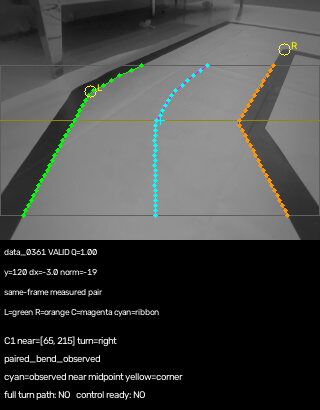 R
L
data_0361 VALID Q=1.00
y=120 dx=-3.0 norm=-19
same-frame measured pair
L=green R=orange C=magenta cyan=ribbon
C1 near=[65, 215] turn=right
paired_bend_observed
cyan=observed near midpoint yellow=corner
full turn path: NO control ready: NO